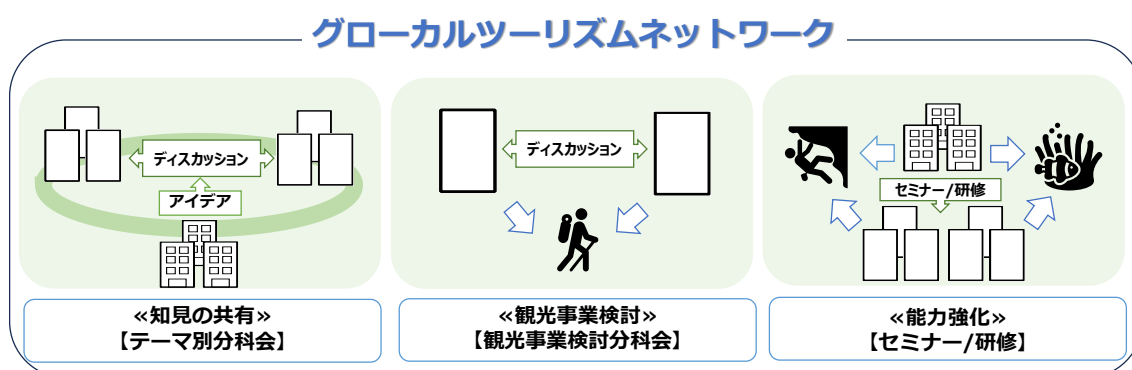 グローカルツーリズムネットワーク
ディスカッション
アイデア
«知見の共有»
【テーマ別分科会】
ディスカッション
«観光事業検討»
【観光事業検討分科会】
セミナー/研修
«能力強化»
【セミナー/研修】